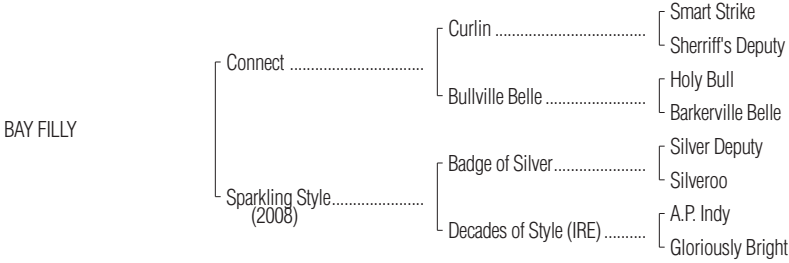 Smart Strike
Curlin ....................................
Sherriff's Deputy
Connect ................................
Holy Bull
Bullville Belle ........................
Barkerville Belle
BAY FILLY
Silver Deputy
Badge of Silver......................
Silveroo
Sparkling Style......................
(2008)
A.P. Indy
Decades of Style (IRE) ..........
Gloriously Bright